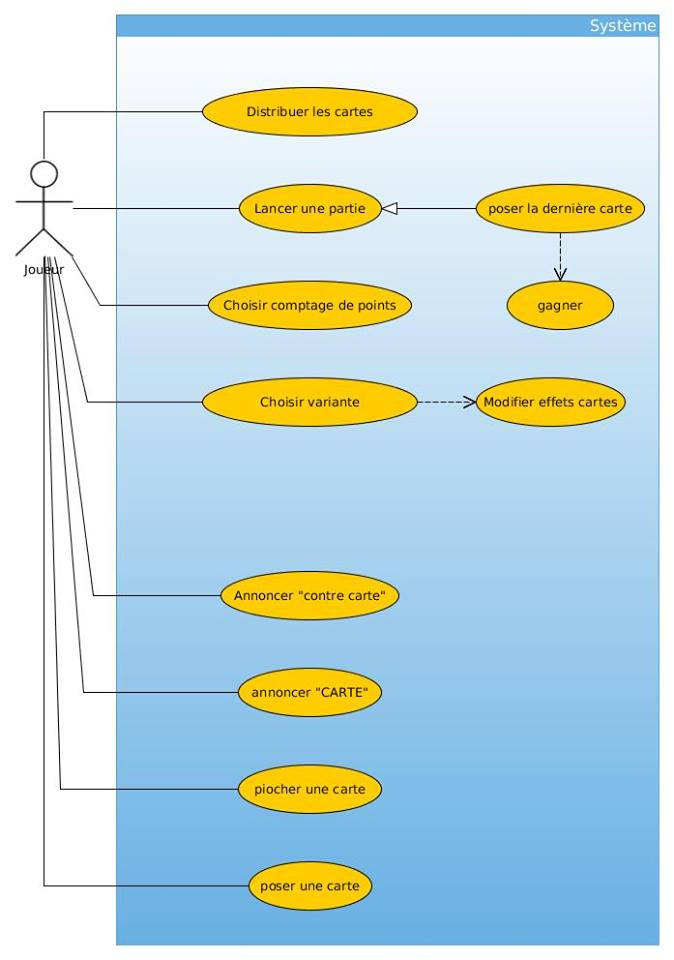 Système
Distribuer les cartes
Lancer une partie
poser la dernière carte
Joueur
Choisir comptage de points
gagner
Choisir variante
Modifier effets cartes
Annoncer "contre carte"
annoncer "CARTE"
piocher une carte
poser une carte